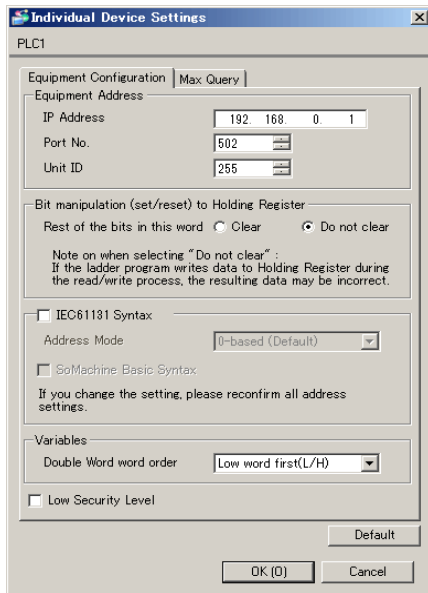 Individual Device Settings
PLC1
Equipment Configuration
Max Query
Equipment Address
IP Address
192. 168. 0. 1
Port No.
502
Unit ID
255
Bit manipulation (set/reset) to Holding Register
Rest of the bits in this word
Clear
Do not clear
Note on when selecting "Do not clear" :
If the ladder program writes data to Holding Register during
the read/write process, the resulting data may be incorrect.
IEC61131 Syntax
Address Mode
0-based (Default)
SoMachine Basic Syntax
If you change the setting, please reconfirm all address
settings.
Variables
Double Word word order
Low word first(L/H)
Low Security Level
Default
OK (O)
Cancel